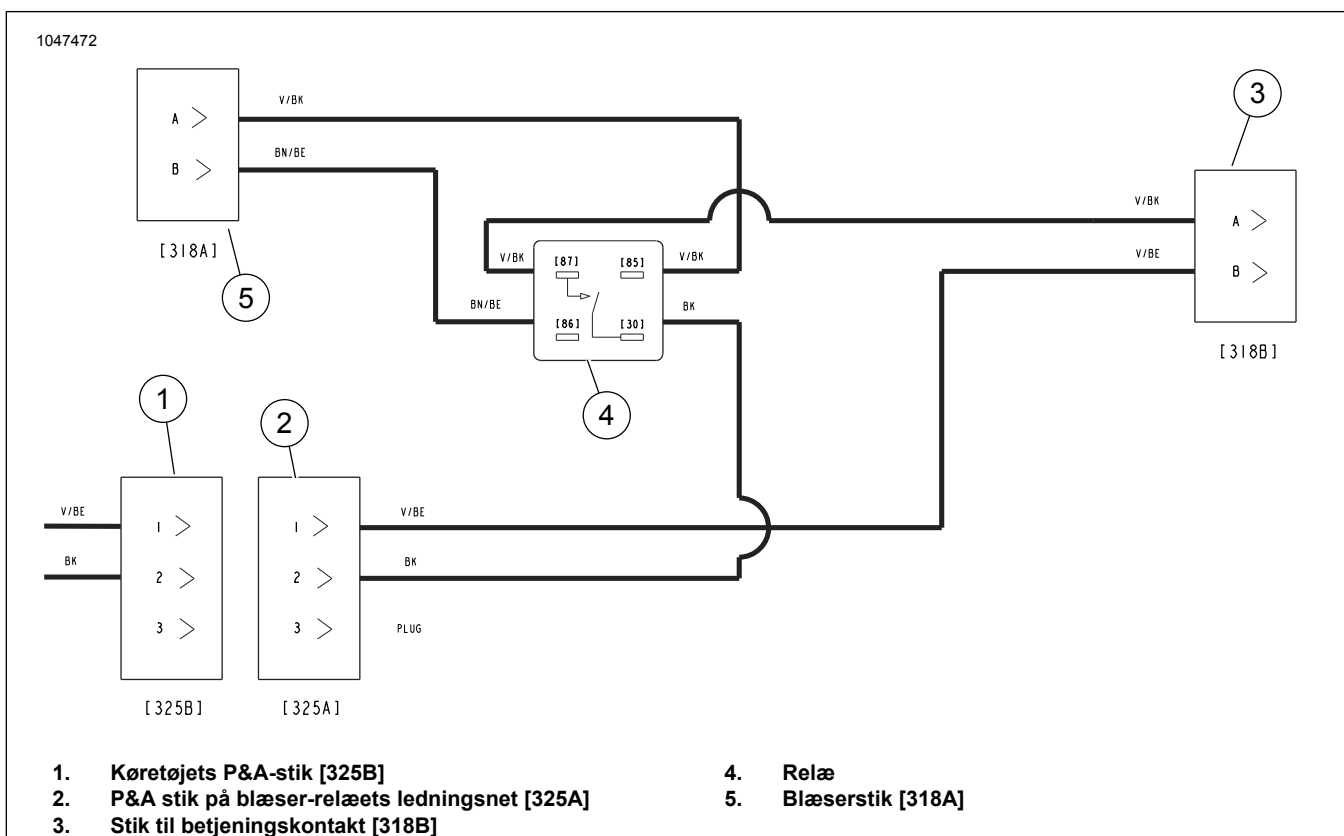 1047472
A
V/BK
B
BN/BE
[318A]
5
3
V/BK
A
V/BE
B
[318B]
V/BK
[87]
[85]
V/BK
BN/BE
[86]
[30]
BK
4
1
V/BE
1
BK
2
3
[325B]
2
1
V/BE
2
BK
3
PLUG
[325A]
1. Køretøjets P&A-stik [325B]
2. P&A stik på blæser-relæets ledningsnet [325A]
3. Stik til betjeningskontakt [318B]
4. Relæ
5. Blæserstik [318A]